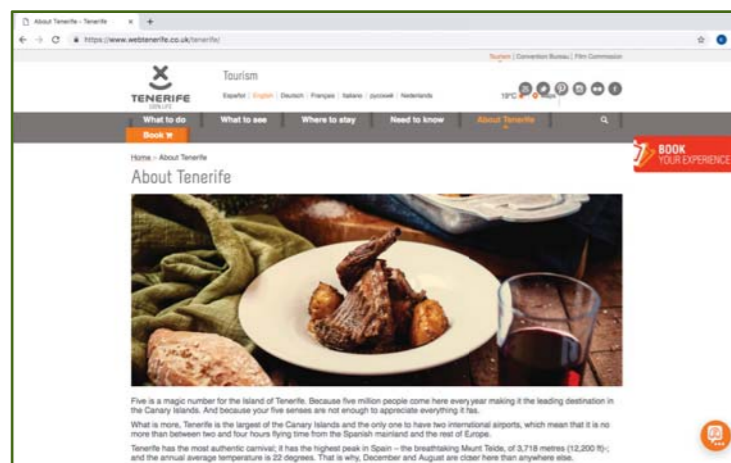 About Tenerife - Tenerife
https://www.webtenerife.co.uk/tenerife/
Tourism | Convention Bureau | Film Commission
TENERIFE
Tourism
Español | English | Deutsch | Français | Italiano | русский | Nederlands
19°C
Maps
What to do What to see Where to stay Need to know About Tenerife
Book
BOOK
YOUR EXPERIENCE
Home > About Tenerife
About Tenerife
Five is a magic number for the island of Tenerife. Because five million people come here every year making it the leading destination in
the Canary Islands. And because your five senses are not enough to appreciate everything it has.
What is more, Tenerife is the largest of the Canary Islands and the only one to have two international airports, which mean that it is no
more than between two and four hours flying time from the Spanish mainland and the rest of Europe.
Tenerife has the most authentic carnival; it has the highest peak in Spain – the breathtaking Mount Teide, of 3,718 metres (12,200 ft)-;
and the annual average temperature is 22 degrees. That is why, December and August are closer here than anywhere else.